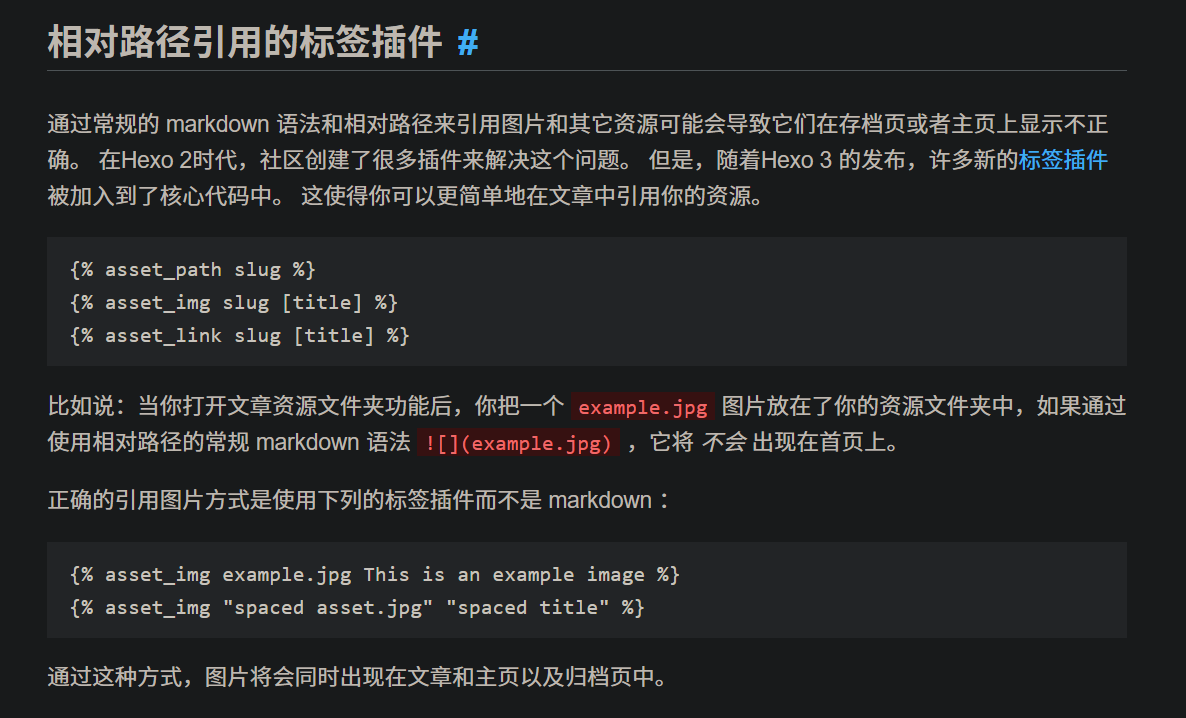 相对路径引用的标签插件 #
通过常规的 markdown 语法和相对路径来引用图片和其它资源可能会导致它们在存档页或者主页上显示不正
确。 在Hexo 2时代，社区创建了很多插件来解决这个问题。 但是，随着Hexo 3 的发布，许多新的标签插件
被加入到了核心代码中。 这使得你可以更简单地在文章中引用你的资源。
{% asset_path slug %}
{% asset_img slug [title] %}
{% asset_link slug [title] %}
比如说：当你打开文章资源文件夹功能后，你把一个 example.jpg 图片放在了你的资源文件夹中，如果通过
使用相对路径的常规 markdown 语法 ![](example.jpg) ，它将 不会 出现在首页上。
正确的引用图片方式是使用下列的标签插件而不是 markdown ：
{% asset_img example.jpg This is an example image %}
{% asset_img "spaced asset.jpg" "spaced title" %}
通过这种方式，图片将会同时出现在文章和主页以及归档页中。